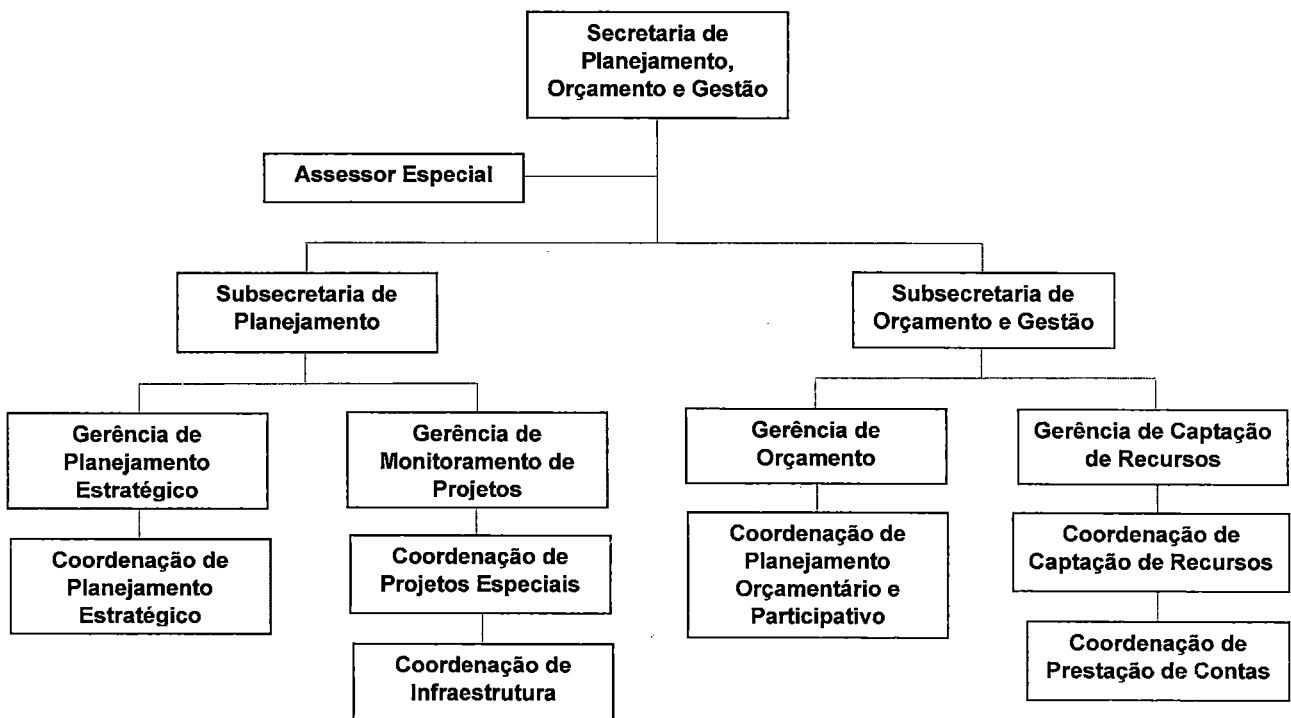 Secretaria de
Planejamento,
Orçamento e Gestão
Assessor Especial
Subsecretaria de
Planejamento
Subsecretaria de
Orçamento e Gestão
Gerência de
Planejamento
Estratégico
Gerência de
Monitoramento de
Projetos
Gerência de
Orçamento
Gerência de Captação
de Recursos
Coordenação de
Planejamento
Estratégico
Coordenação de
Projetos Especiais
Coordenação de
Planejamento
Orçamentário e
Participativo
Coordenação de
Captação de Recursos
Coordenação de
Infraestrutura
Coordenação de
Prestação de Contas